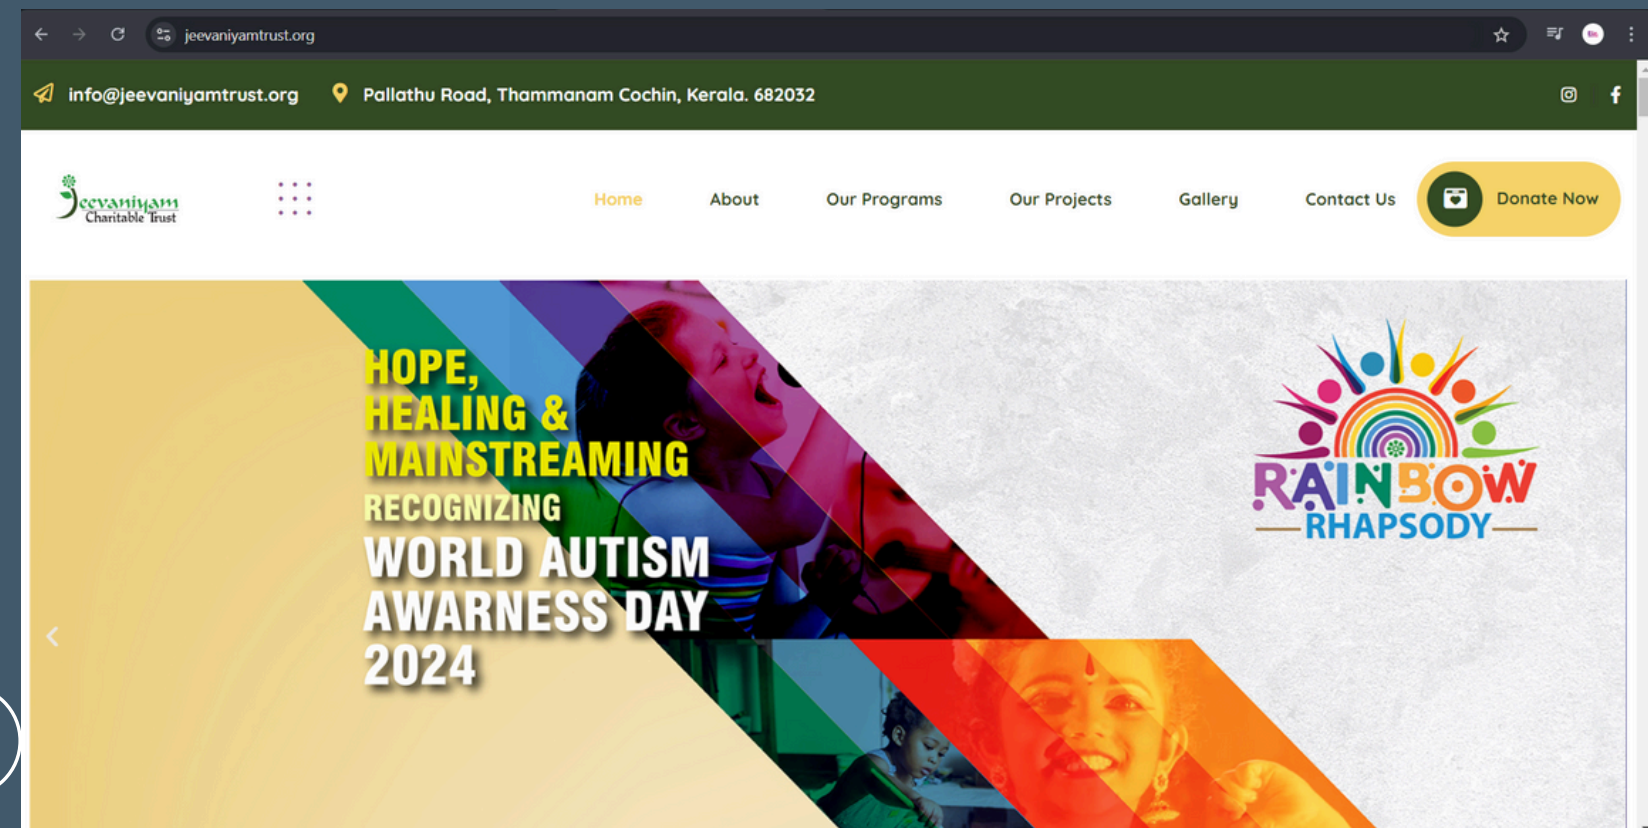 jeevaniyamtrust.org
info@jeevaniyamtrust.org Pallathu Road, Thammanam Cochin, Kerala. 682032
Jeevaniyam
Charitable Trust
Home About Our Programs Our Projects Gallery Contact Us Donate Now
HOPE,
HEALING &
MAINSTREAMING
RECOGNIZING
WORLD AUTISM
AWARNESS DAY
2024
RAINBOW
RHAPSODY